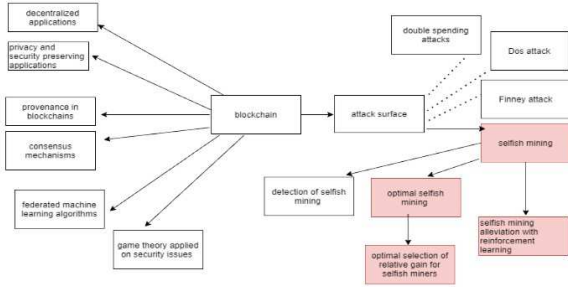 decentralized
applications
privacy and
security preserving
applications
provenance in
blockchains
consensus
mechanisms
federated machine
learning algorithms
game theory applied
on security issues
blockchain
attack surface
double spending
attacks
Dos attack
Finney attack
selfish mining
detection of selfish
mining
optimal selfish
mining
optimal selection of
relative gain for
selfish miners
selfish mining
alleviation with
reinforcement
learning